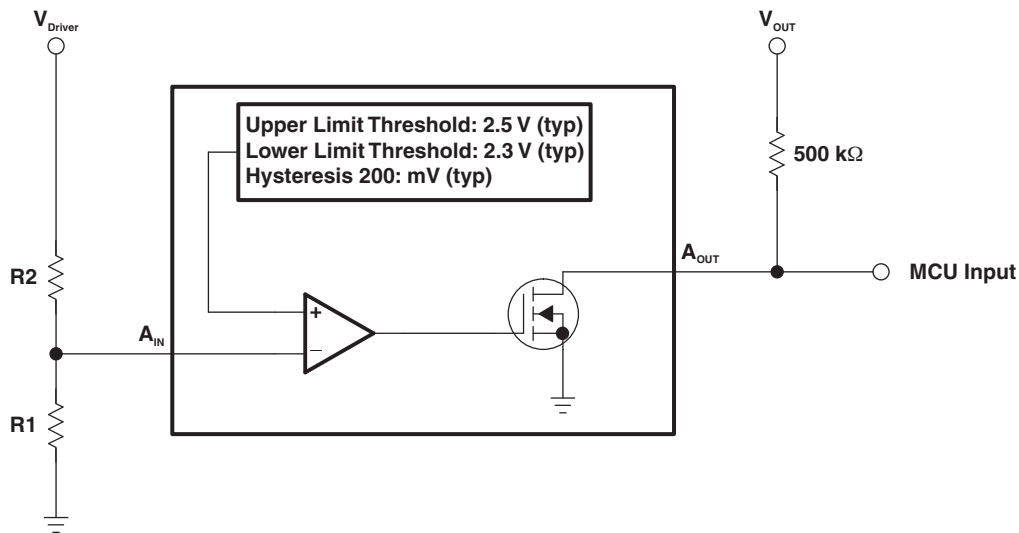 V_Driver
V_OUT
Upper Limit Threshold: 2.5 V (typ)
Lower Limit Threshold: 2.3 V (typ)
Hysteresis 200: mV (typ)
500 kΩ
A_OUT
MCU Input
R2
A_IN
+
−
R1